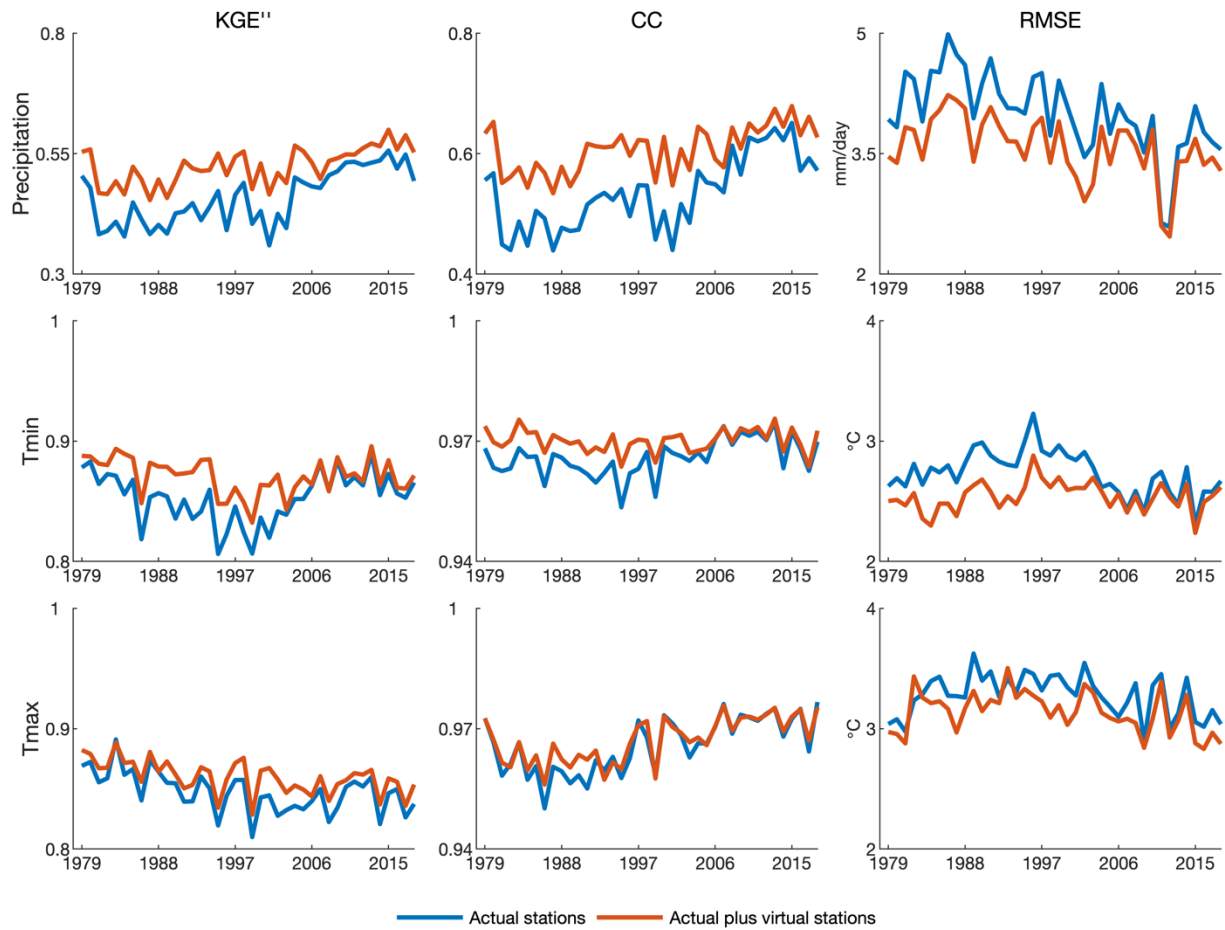 KGE'' CC RMSE
Precipitation
0.8
0.55
0.3
1979 1988 1997 2006 2015
0.8
0.6
0.4
1979 1988 1997 2006 2015
mm/day
5
3.5
2
1979 1988 1997 2006 2015
Tmin
1
0.9
0.8
1979 1988 1997 2006 2015
1
0.97
0.94
1979 1988 1997 2006 2015
°C
4
3
2
1979 1988 1997 2006 2015
Tmax
1
0.9
0.8
1979 1988 1997 2006 2015
1
0.97
0.94
1979 1988 1997 2006 2015
°C
4
3
2
1979 1988 1997 2006 2015
Actual stations Actual plus virtual stations